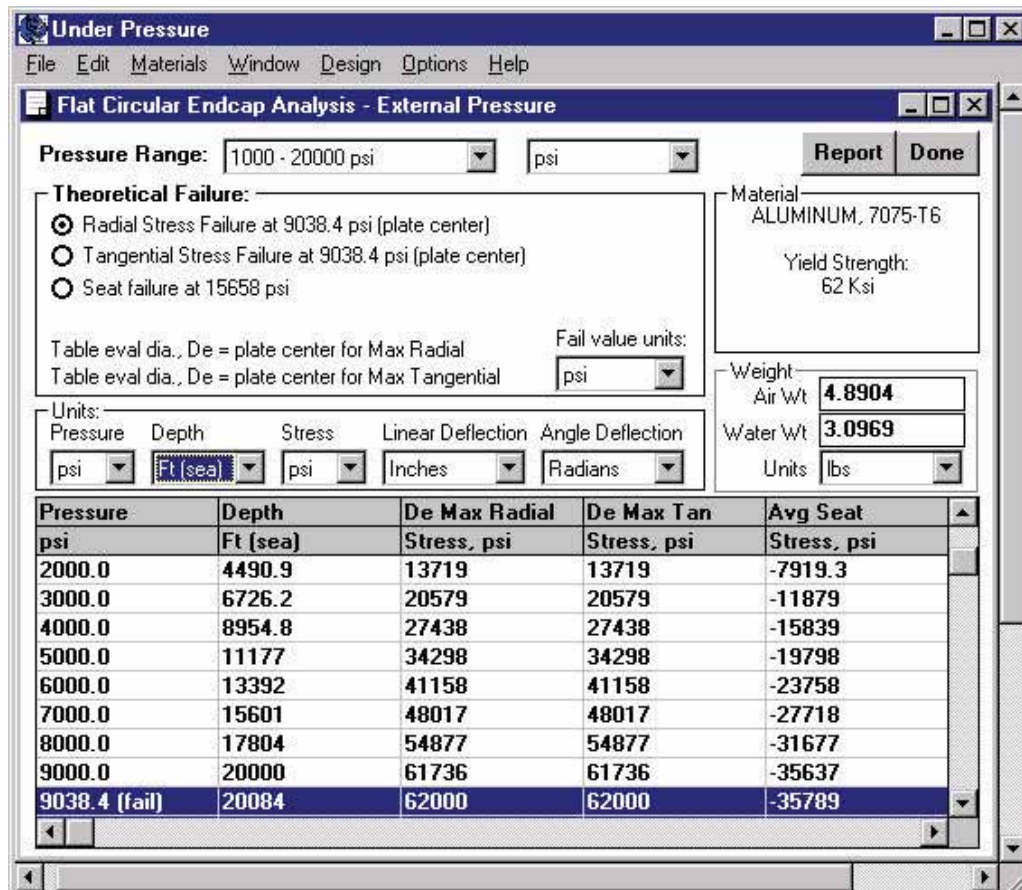 Under Pressure
File Edit Materials Window Design Options Help
Flat Circular Endcap Analysis - External Pressure
Pressure Range: 1000 - 20000 psi psi Report Done
Theoretical Failure:
Radial Stress Failure at 9038.4 psi (plate center)
Tangential Stress Failure at 9038.4 psi (plate center)
Seat failure at 15658 psi
Table eval dia., De = plate center for Max Radial
Table eval dia., De = plate center for Max Tangential
Fail value units:
psi
Material
ALUMINUM, 7075-T6
Yield Strength:
62 Ksi
Weight
Air Wt 4.8904
Water Wt 3.0969
Units lbs
Units:
Pressure Depth Stress Linear Deflection Angle Deflection
psi Ft (sea) psi Inches Radians
Pressure Depth De Max Radial De Max Tan Avg Seat
psi Ft (sea) Stress, psi Stress, psi Stress, psi
2000.0 4490.9 13719 13719 -7919.3
3000.0 6726.2 20579 20579 -11879
4000.0 8954.8 27438 27438 -15839
5000.0 11177 34298 34298 -19798
6000.0 13392 41158 41158 -23758
7000.0 15601 48017 48017 -27718
8000.0 17804 54877 54877 -31677
9000.0 20000 61736 61736 -35637
9038.4 (fail) 20084 62000 62000 -35789